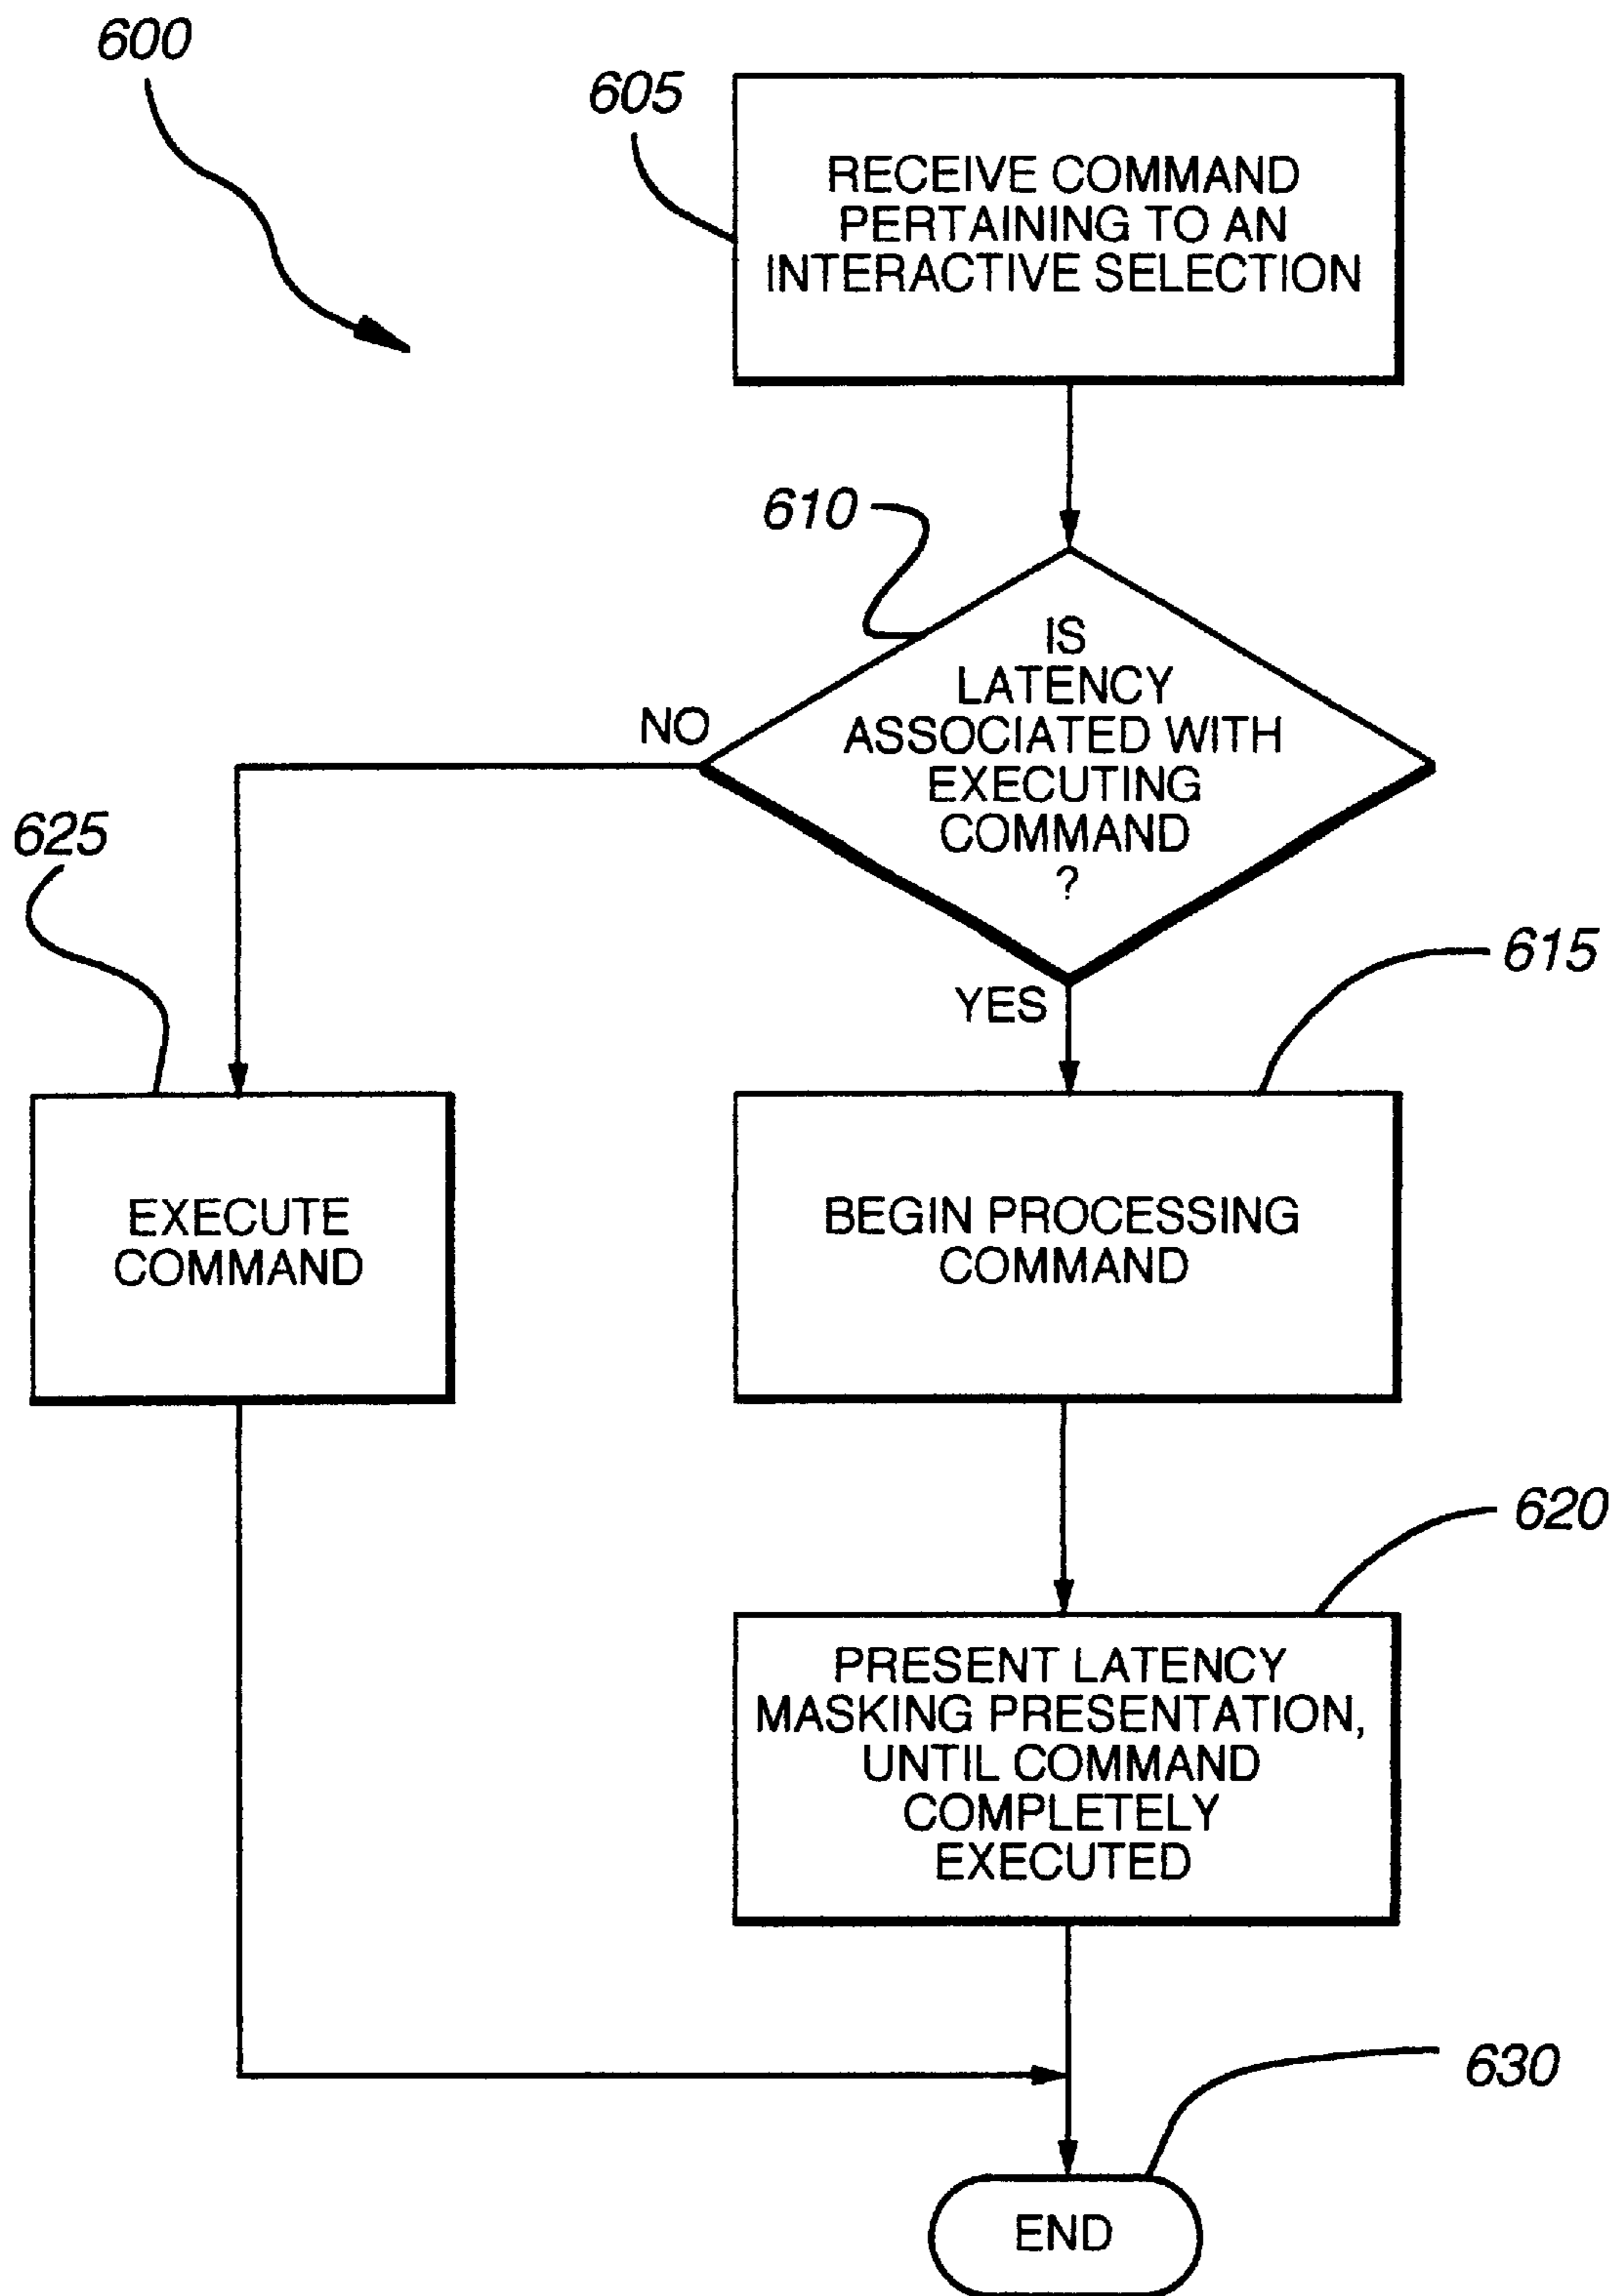 600
605
RECEIVE COMMAND
PERTAINING TO AN
INTERACTIVE SELECTION
610
IS
LATENCY
ASSOCIATED WITH
EXECUTING
COMMAND
?
NO
YES
625
615
EXECUTE
COMMAND
BEGIN PROCESSING
COMMAND
620
PRESENT LATENCY
MASKING PRESENTATION,
UNTIL COMMAND
COMPLETELY
EXECUTED
630
END